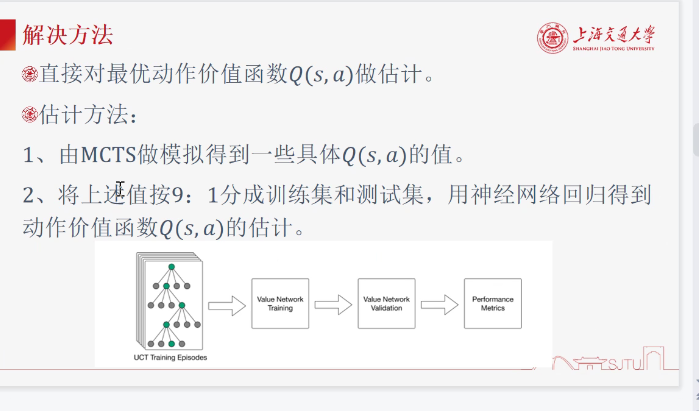 解决方法
上海交通大学
SHANGHAI JIAO TONG UNIVERSITY
直接对最优动作价值函数Q(s,a)做估计。
估计方法：
1、由MCTS做模拟得到一些具体Q(s,a)的值。
2、将上述值按9：1分成训练集和测试集，用神经网络回归得到
动作价值函数Q(s,a)的估计。
UCT Training Episodes
Value Network
Training
Value Network
Validation
Performance
Metrics
SJTU